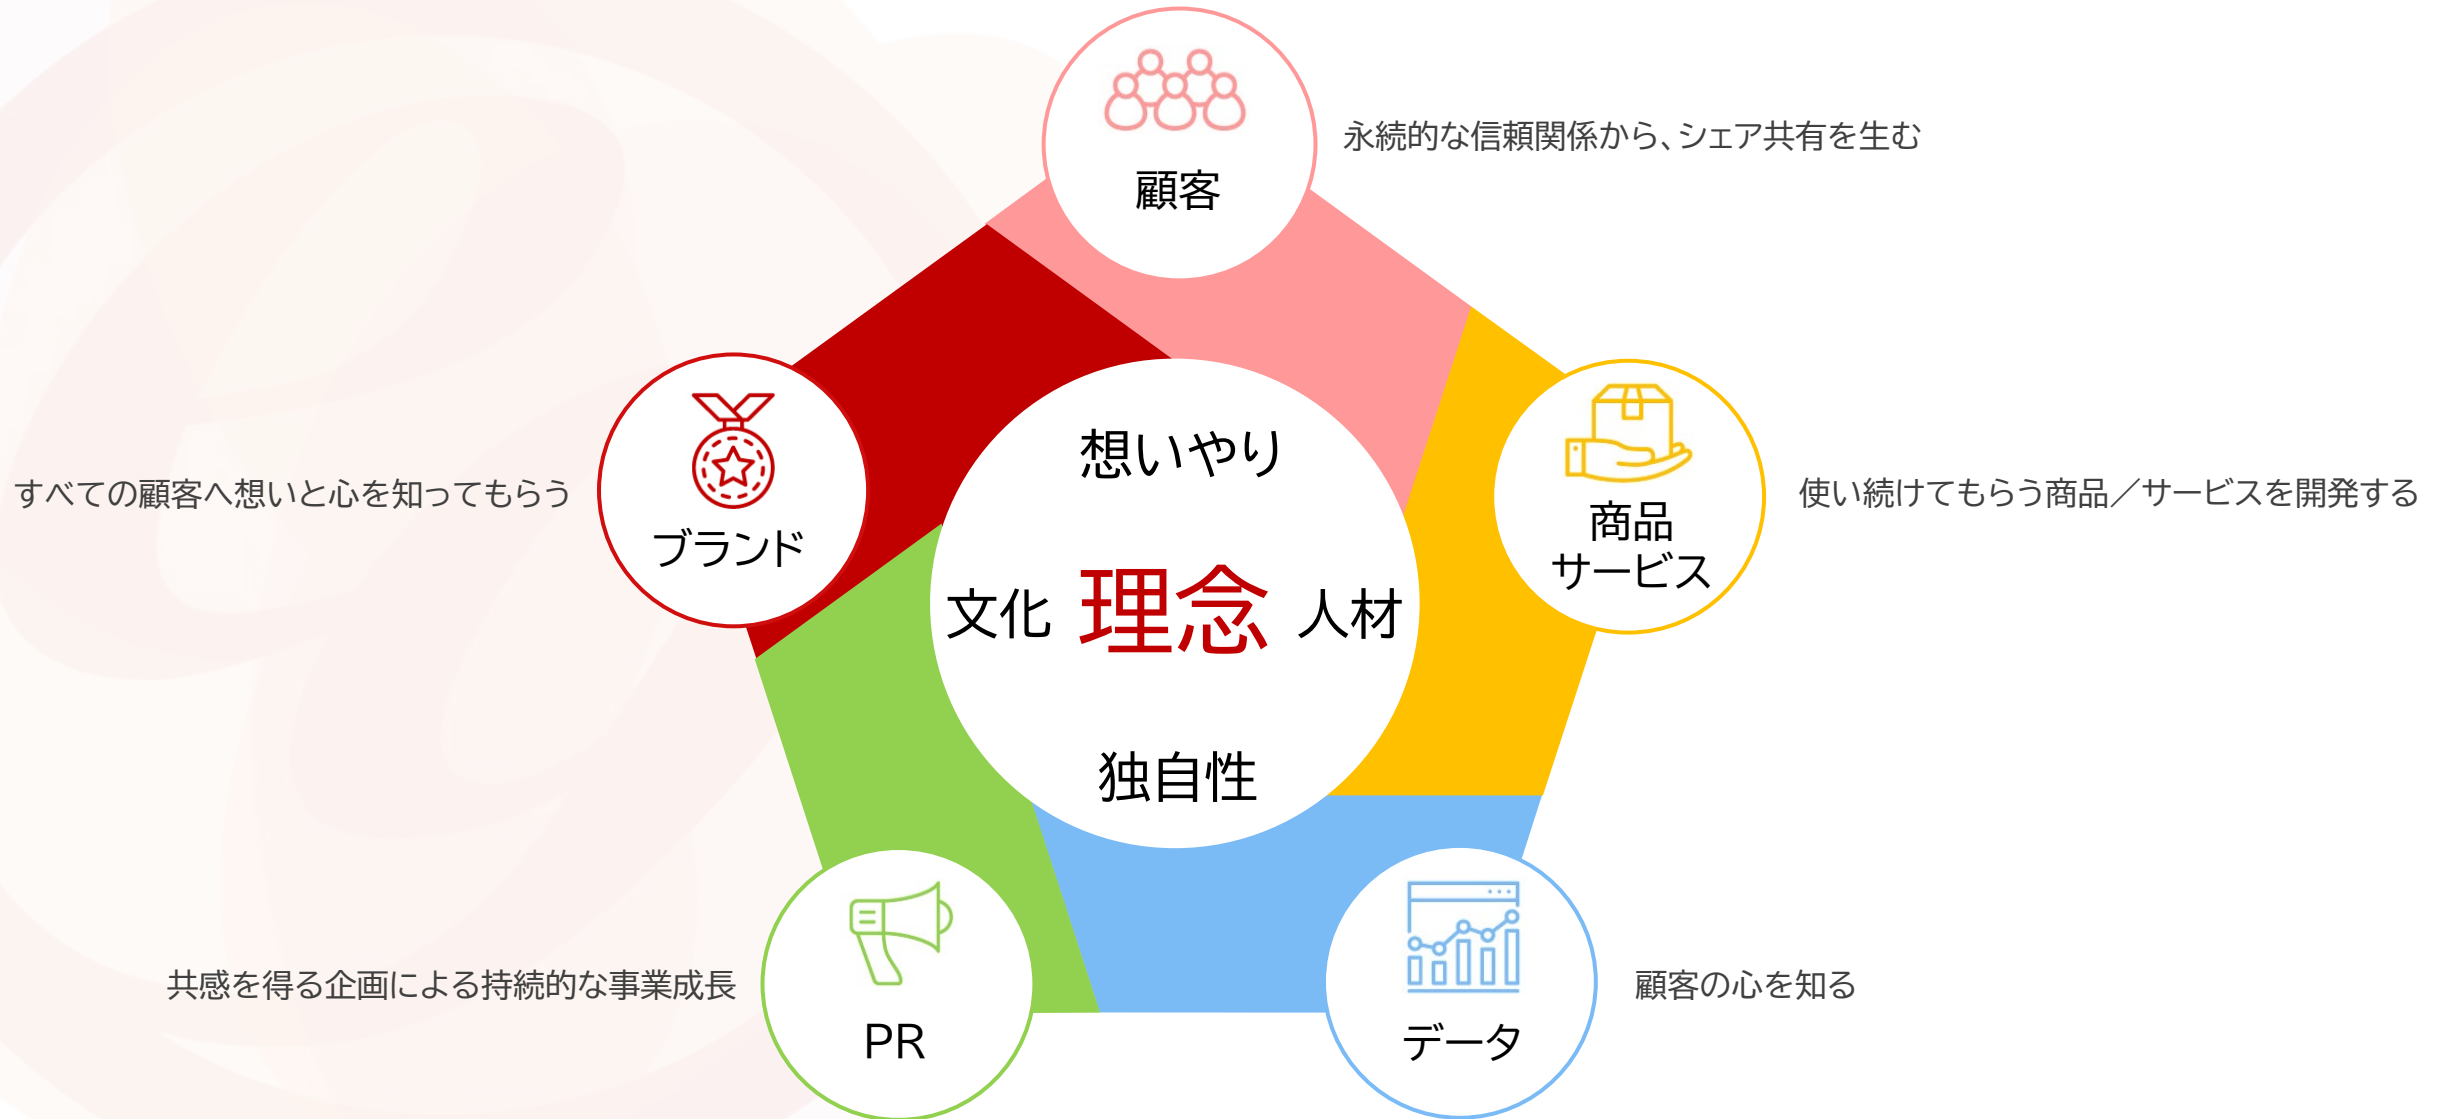 顧客
永続的な信頼関係から、シェア共有を生む
すべての顧客へ想いと心を知ってもらう
ブランド
想いやり
文化
理念
人材
独自性
商品
サービス
使い続けてもらう商品／サービスを開発する
共感を得る企画による持続的な事業成長
PR
データ
顧客の心を知る